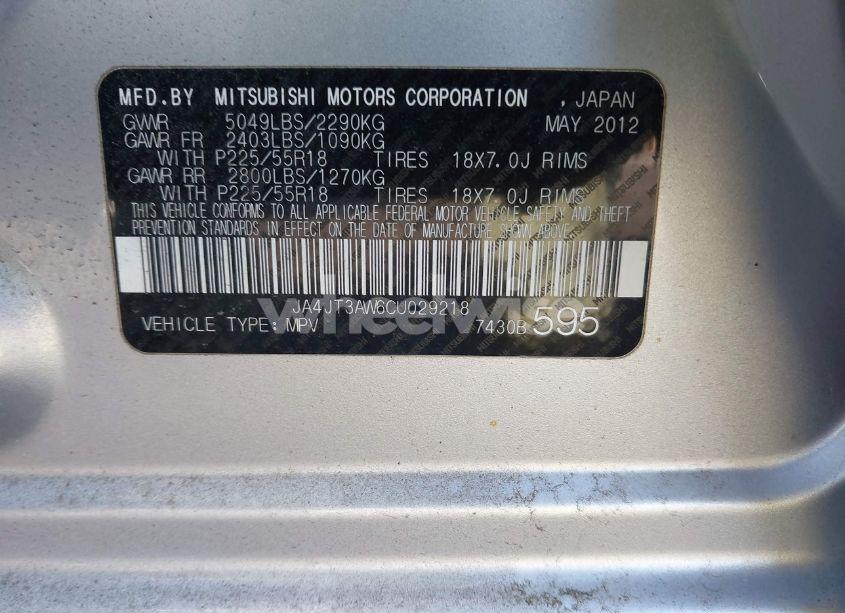 MFD.BY MITSUBISHI MOTORS CORPORATION , JAPAN
GVWR 5049LBS/2290KG MAY 2012
GAWR FR 2403LBS/1090KG
WITH P225/55R18 TIRES 18X7.0J RIMS
GAWR RR 2800LBS/1270KG
WITH P225/55R18 TIRES 18X7.0J RIMS
THIS VEHICLE CONFORMS TO ALL APPLICABLE FEDERAL MOTOR VEHICLE SAFETY AND THEFT
PREVENTION STANDARDS IN EFFECT ON THE DATE OF MANUFACTURE SHOWN ABOVE.
JA4JT3AW6CU029218
VEHICLE TYPE: MPV 7430B 595